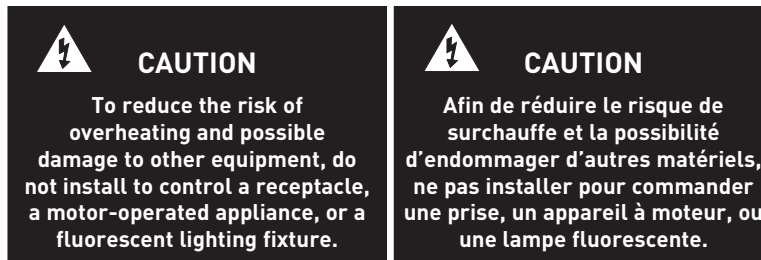 CAUTION
To reduce the risk of
overheating and possible
damage to other equipment, do
not install to control a receptacle,
a motor-operated appliance, or a
fluorescent lighting fixture.
CAUTION
Afin de réduire le risque de
surchauffe et la possibilité
d'endommager d'autres matériels,
ne pas installer pour commander
une prise, un appareil à moteur, ou
une lampe fluorescente.